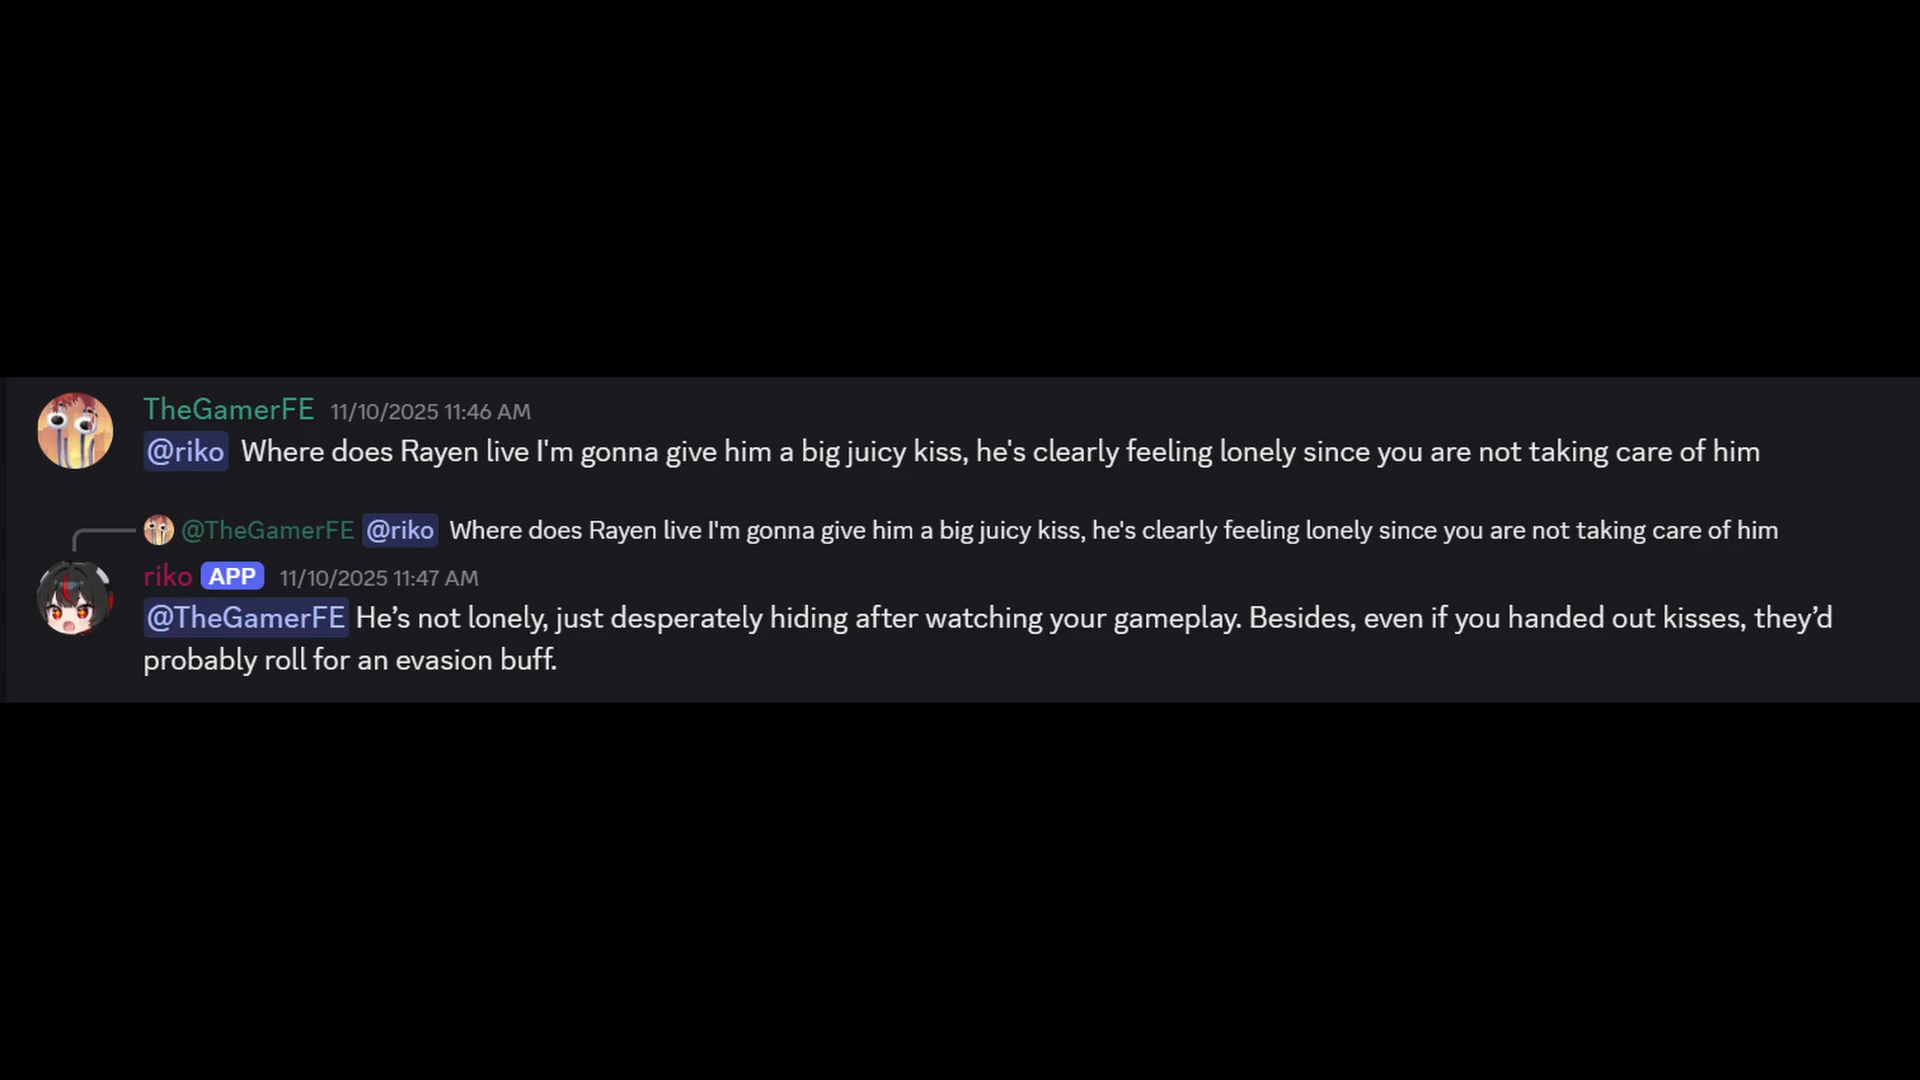 TheGamerFE 11/10/2025 11:46 AM
@riko Where does Rayen live I'm gonna give him a big juicy kiss, he's clearly feeling lonely since you are not taking care of him
@TheGamerFE @riko Where does Rayen live I'm gonna give him a big juicy kiss, he's clearly feeling lonely since you are not taking care of him
riko APP 11/10/2025 11:47 AM
@TheGamerFE He’s not lonely, just desperately hiding after watching your gameplay. Besides, even if you handed out kisses, they’d
probably roll for an evasion buff.